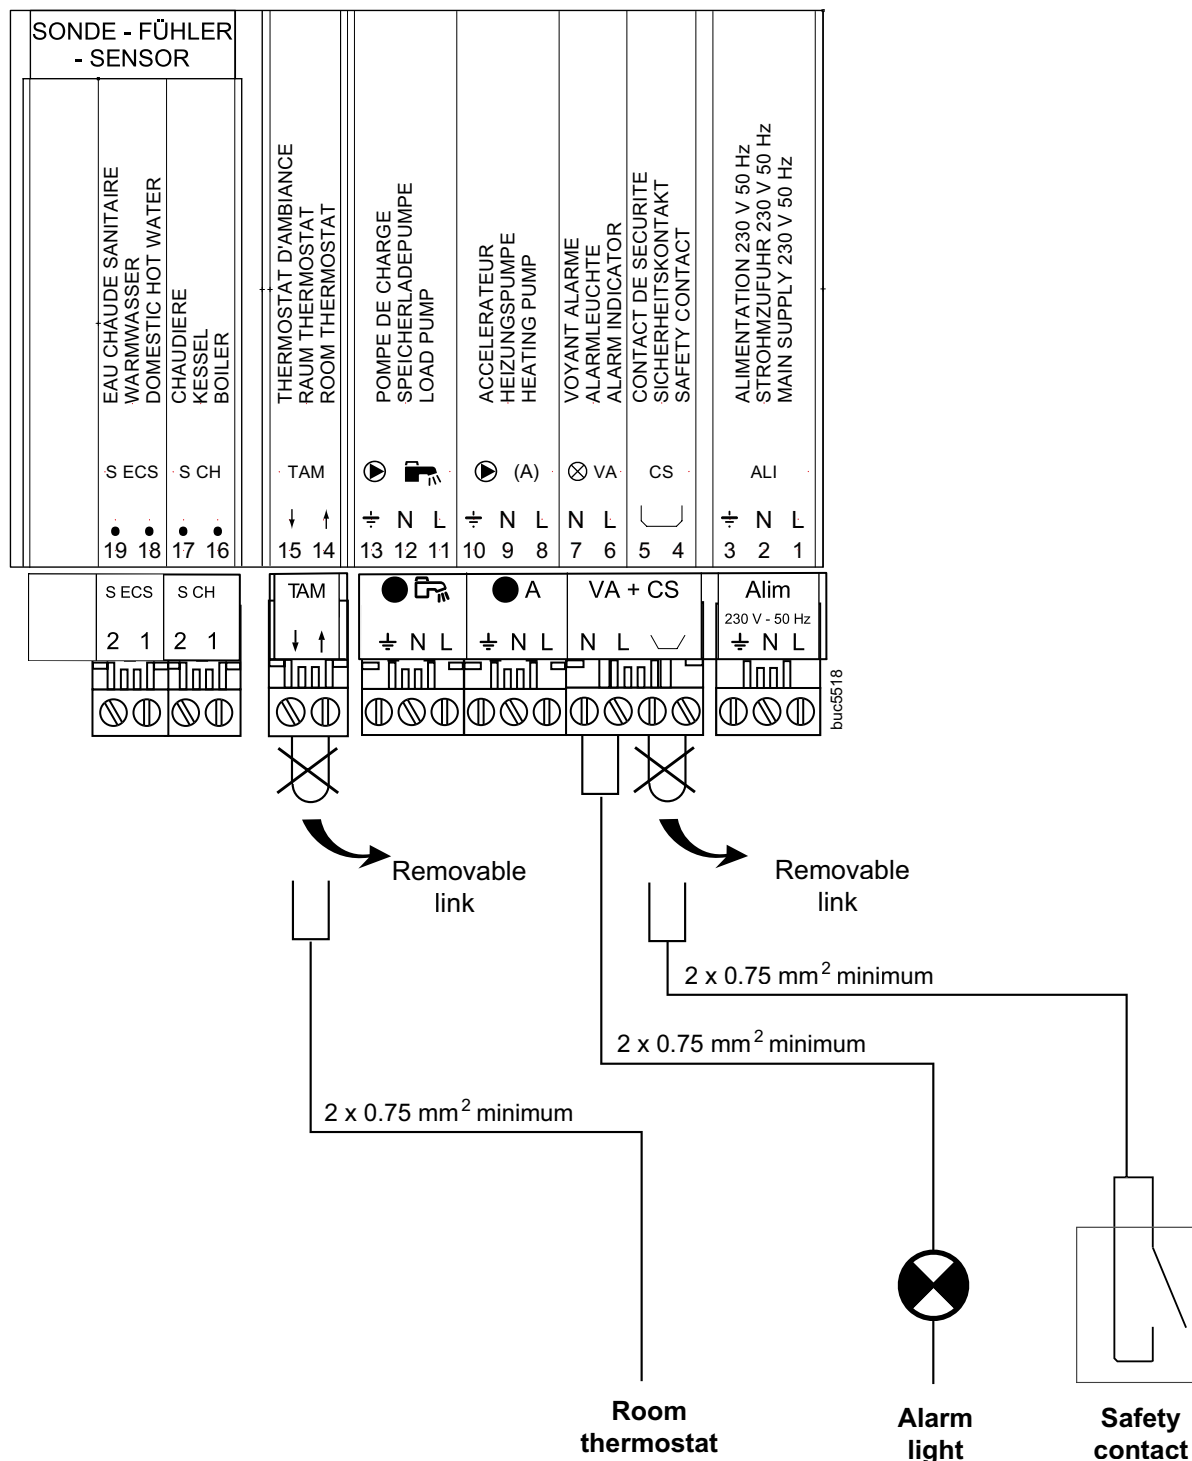 SONDE - FÜHLER
- SENSOR
EAU CHAUDE SANITAIRE
WARMWASSER
DOMESTIC HOT WATER
CHAUDIERE
KESSEL
BOILER
THERMOSTAT D'AMBIANCE
RAUM THERMOSTAT
ROOM THERMOSTAT
POMPE DE CHARGE
SPEICHERLADEPUMPE
LOAD PUMP
ACCELERATEUR
HEIZUNGSPUMPE
HEATING PUMP
VOYANT ALARME
ALARMLEUCHTE
ALARM INDICATOR
CONTACT DE SECURITE
SICHERHEITSKONTAKT
SAFETY CONTACT
ALIMENTATION 230 V 50 Hz
STROHMZUFUHR 230 V 50 Hz
MAIN SUPPLY 230 V 50 Hz
S ECS S CH TAM (A) VA CS ALI
N L N L N L N L
19 18 17 16 15 14 13 12 11 10 9 8 7 6 5 4 3 2 1
S ECS S CH TAM A VA + CS Alim
230 V - 50 Hz
2 1 2 1 N L N L N L N L
buc5518
Removable
link
Removable
link
2 x 0.75 mm² minimum
2 x 0.75 mm² minimum
2 x 0.75 mm² minimum
Room
thermostat
Alarm
light
Safety
contact